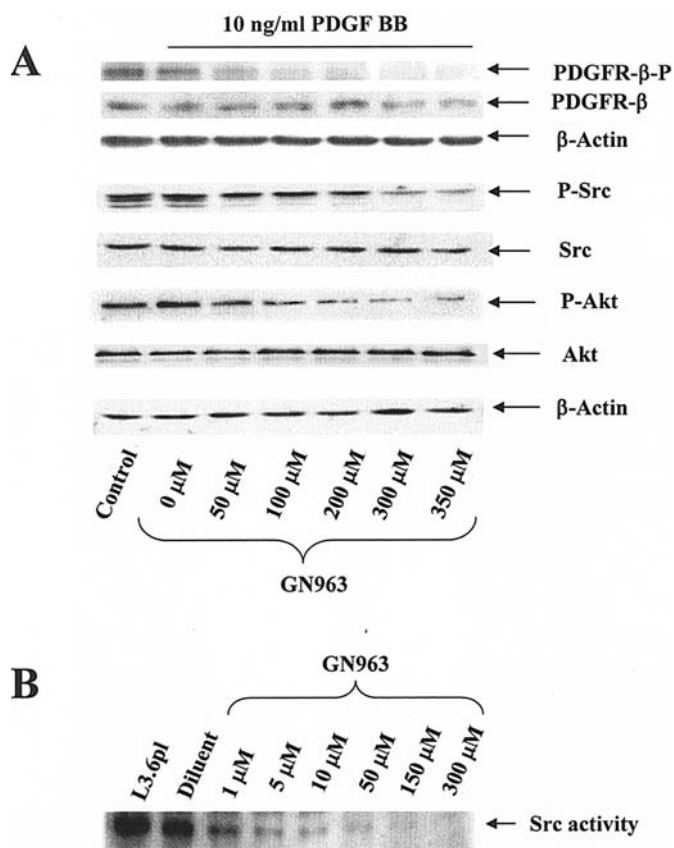 10 ng/ml PDGF BB
A
PDGFR-β-P
PDGFR-β
β-Actin
P-Src
Src
P-Akt
Akt
β-Actin
Control
0 μM
50 μM
100 μM
200 μM
300 μM
350 μM
GN963
GN963
B
L3.6pl
Diluent
1 μM
5 μM
10 μM
50 μM
150 μM
300 μM
Src activity